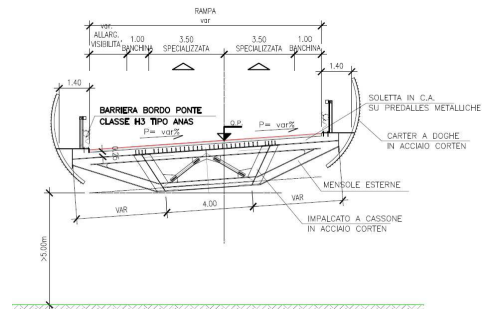 RAMPA
var
var.
ALLARG.
VISIBILITA'
1.00
BANCHINA
3.50
SPECIALIZZATA
3.50
SPECIALIZZATA
1.00
BANCHINA
1,40
1,40
BARRIERA BORDO PONTE
CLASSE H3 TIPO ANAS
P= var%
Q.P.
P= var%
SOLETTA IN C.A.
SU PREDALLES METALLICHE
CARTER A DOGHE
IN ACCIAIO CORTEN
MENSOLE ESTERNE
VAR
4.00
VAR
IMPALCATO A CASSONE
IN ACCIAIO CORTEN
>5.00m